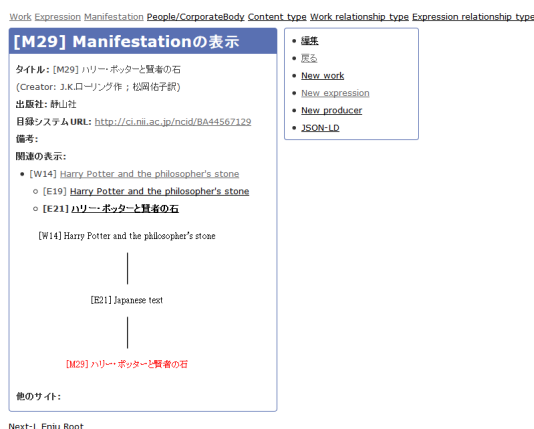 Work Expression Manifestation People/CorporateBody Content type Work relationship type Expression relationship type
[M29] Manifestationの表示
タイトル: [M29] ハリー・ポッターと賢者の石
(Creator: J.K.ローリング作 ; 松岡佑子訳)
出版社: 静山社
目録システムURL: http://ci.nii.ac.jp/ncid/BA44567129
備考:
関連の表示:
• [W14] Harry Potter and the philosopher's stone
○ [E19] Harry Potter and the philosopher's stone
○ [E21] ハリー・ポッターと賢者の石
[W14] Harry Potter and the philosopher's stone
[E21] Japanese text
[M29] ハリー・ポッターと賢者の石
他のサイト:
• 編集
• 戻る
• New work
• New expression
• New producer
• JSON-LD
Next-L Enju Root